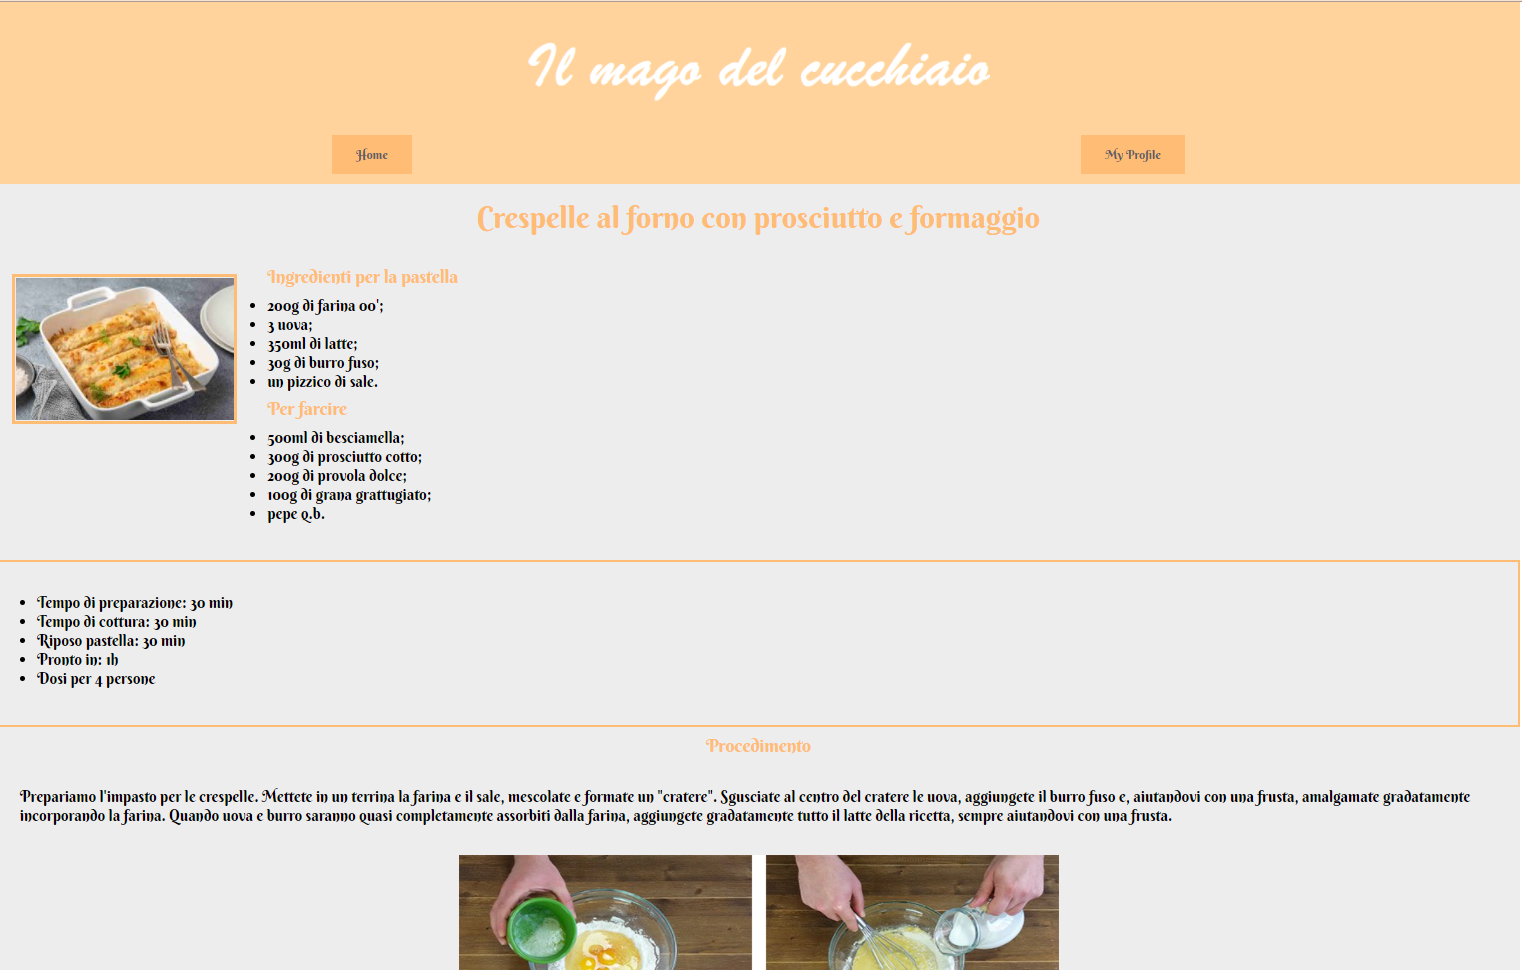 Il mago del cucchiaio
Home
My Profile
Crespelle al forno con prosciutto e formaggio
Ingredienti per la pastella
200g di farina 00';
3 uova;
350ml di latte;
30g di burro fuso;
un pizzico di sale.
Per farcire
500ml di besciamella;
300g di prosciutto cotto;
200g di provola dolce;
100g di grana grattugiato;
pepe q.b.
Tempo di preparazione: 30 min
Tempo di cottura: 30 min
Riposo pastella: 30 min
Pronto in: 1h
Dosi per 4 persone
Procedimento
Prepariamo l'impasto per le crespelle. Mettete in un terrina la farina e il sale, mescolate e formate un "cratere". Sgusciate al centro del cratere le uova, aggiungete il burro fuso e, aiutandovi con una frusta, amalgamate gradatamente
incorporando la farina. Quando uova e burro saranno quasi completamente assorbiti dalla farina, aggiungete gradatamente tutto il latte della ricetta, sempre aiutandovi con una frusta.